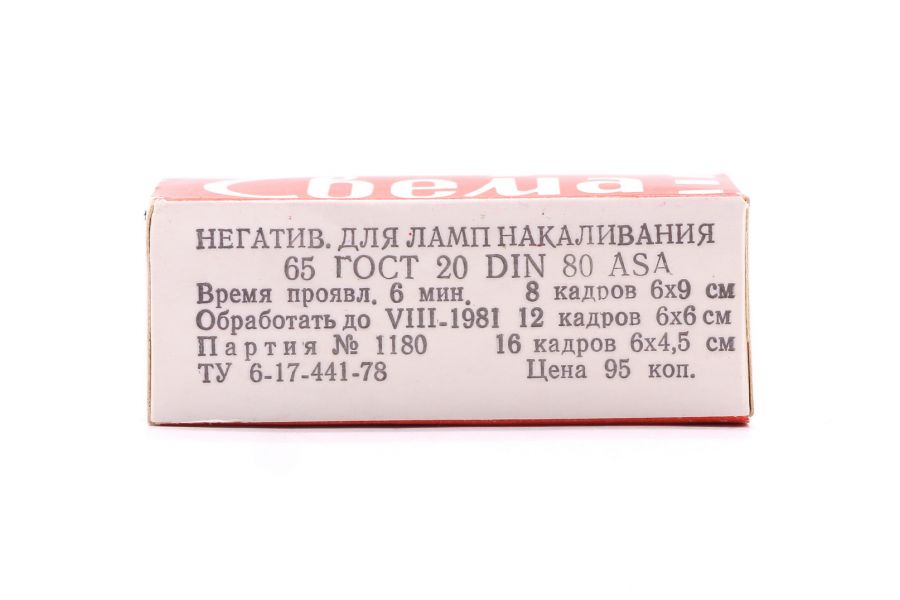 Свема
НЕГАТИВ. ДЛЯ ЛАМП НАКАЛИВАНИЯ
65 ГОСТ 20 DIN 80 ASA
Время проявл. 6 мин. 8 кадров 6х9 см
Обработать до VIII-1981 12 кадров 6х6 см
Партия № 1180 16 кадров 6х4,5 см
ТУ 6-17-441-78 Цена 95 коп.